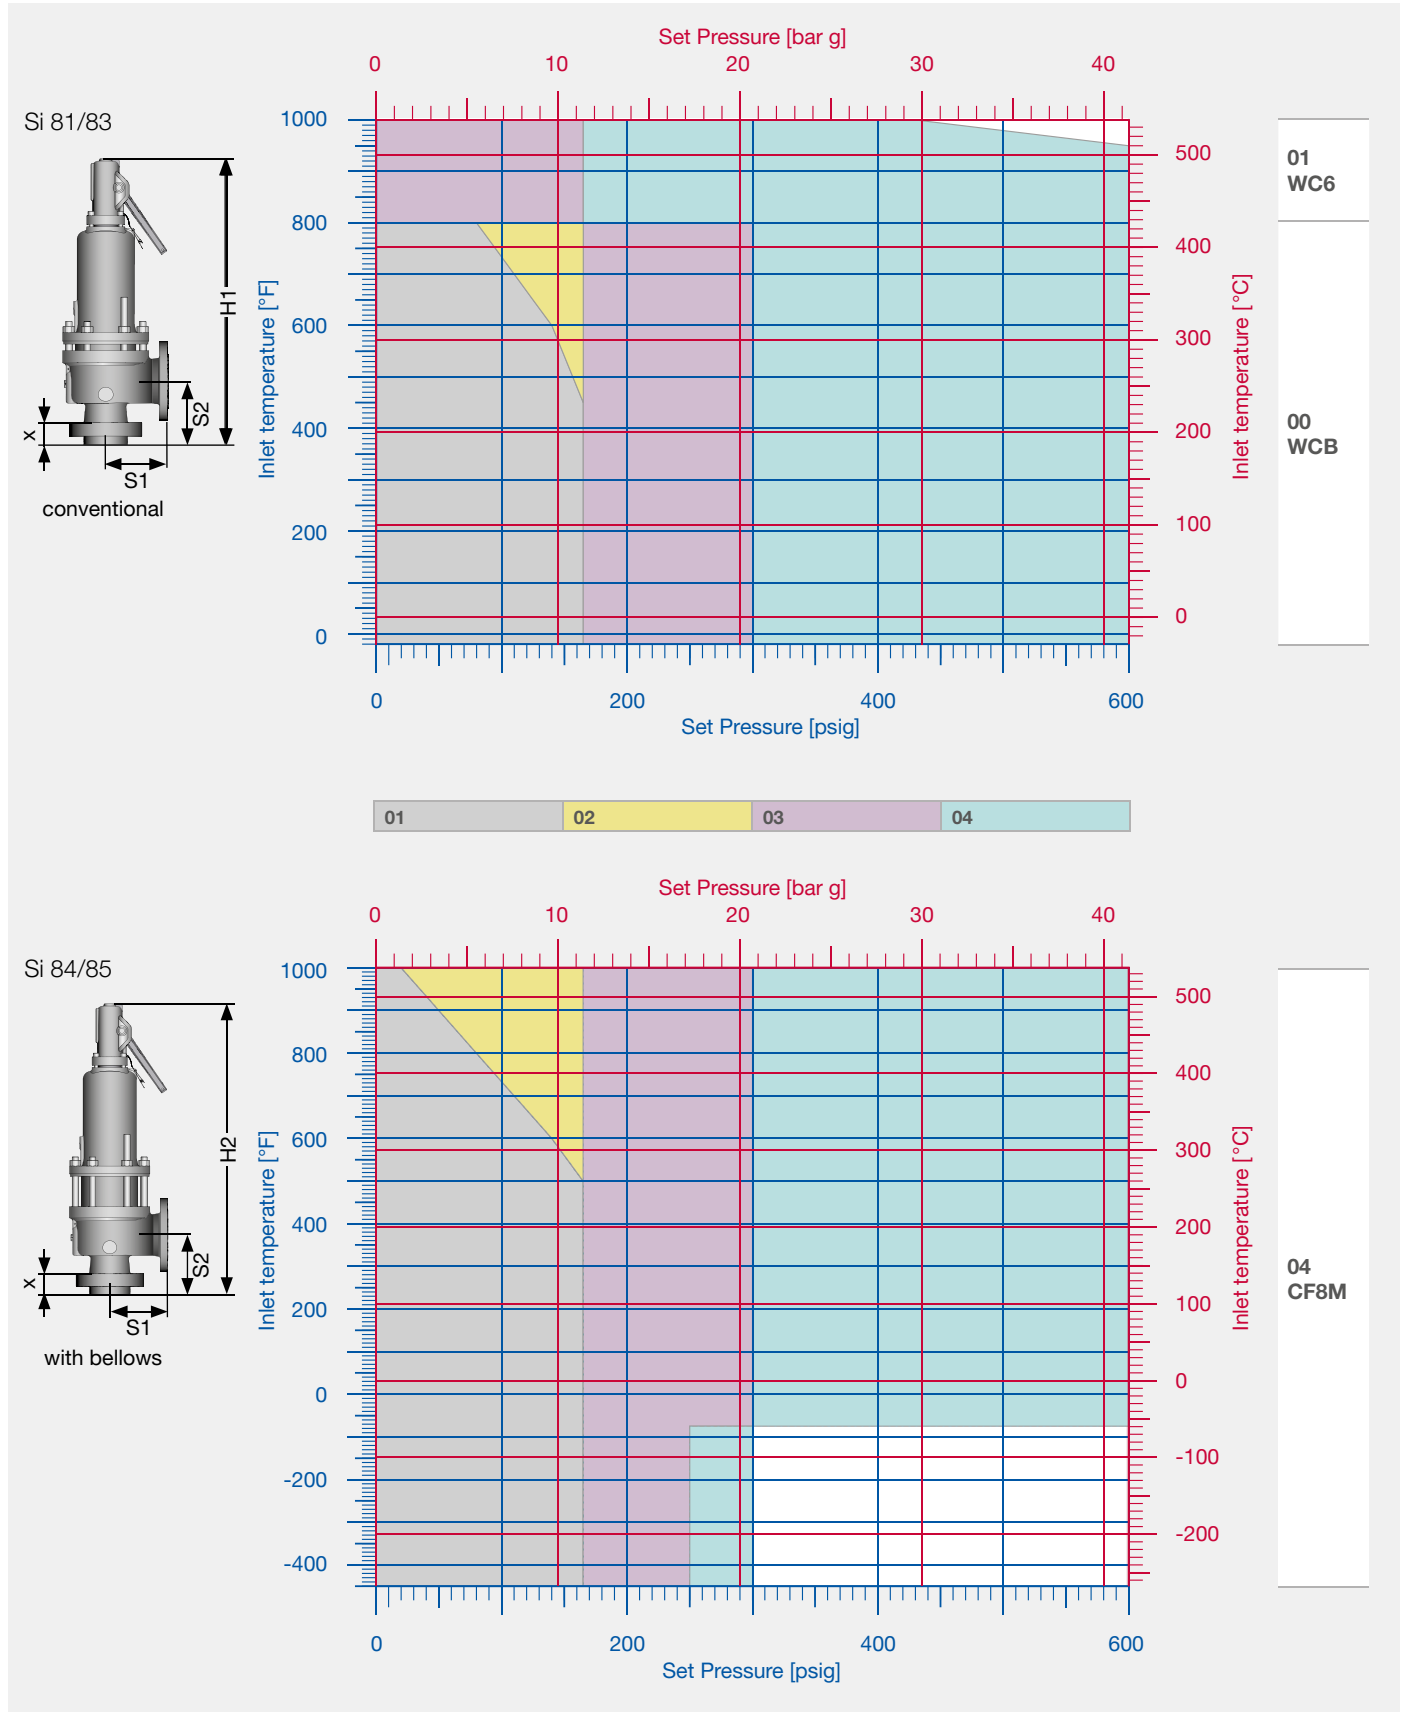 Set Pressure [bar g]
0 10 20 30 40
Si 81/83
1000
800
600
400
200
0
Inlet temperature [°F]
500
400
300
200
100
0
Inlet temperature [°C]
01
WC6
00
WCB
H1
S2
x
S1
conventional
0 200 400 600
Set Pressure [psig]
01 02 03 04
Set Pressure [bar g]
0 10 20 30 40
Si 84/85
1000
800
600
400
200
0
-200
-400
Inlet temperature [°F]
500
400
300
200
100
0
-100
-200
Inlet temperature [°C]
04
CF8M
H2
S2
x
S1
with bellows
0 200 400 600
Set Pressure [psig]